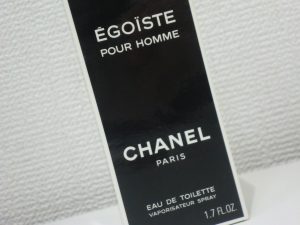 ÉGOÏSTE
POUR HOMME
CHANEL
PARIS
EAU DE TOILETTE
VAPORISATEUR SPRAY
1.7 FL.OZ.